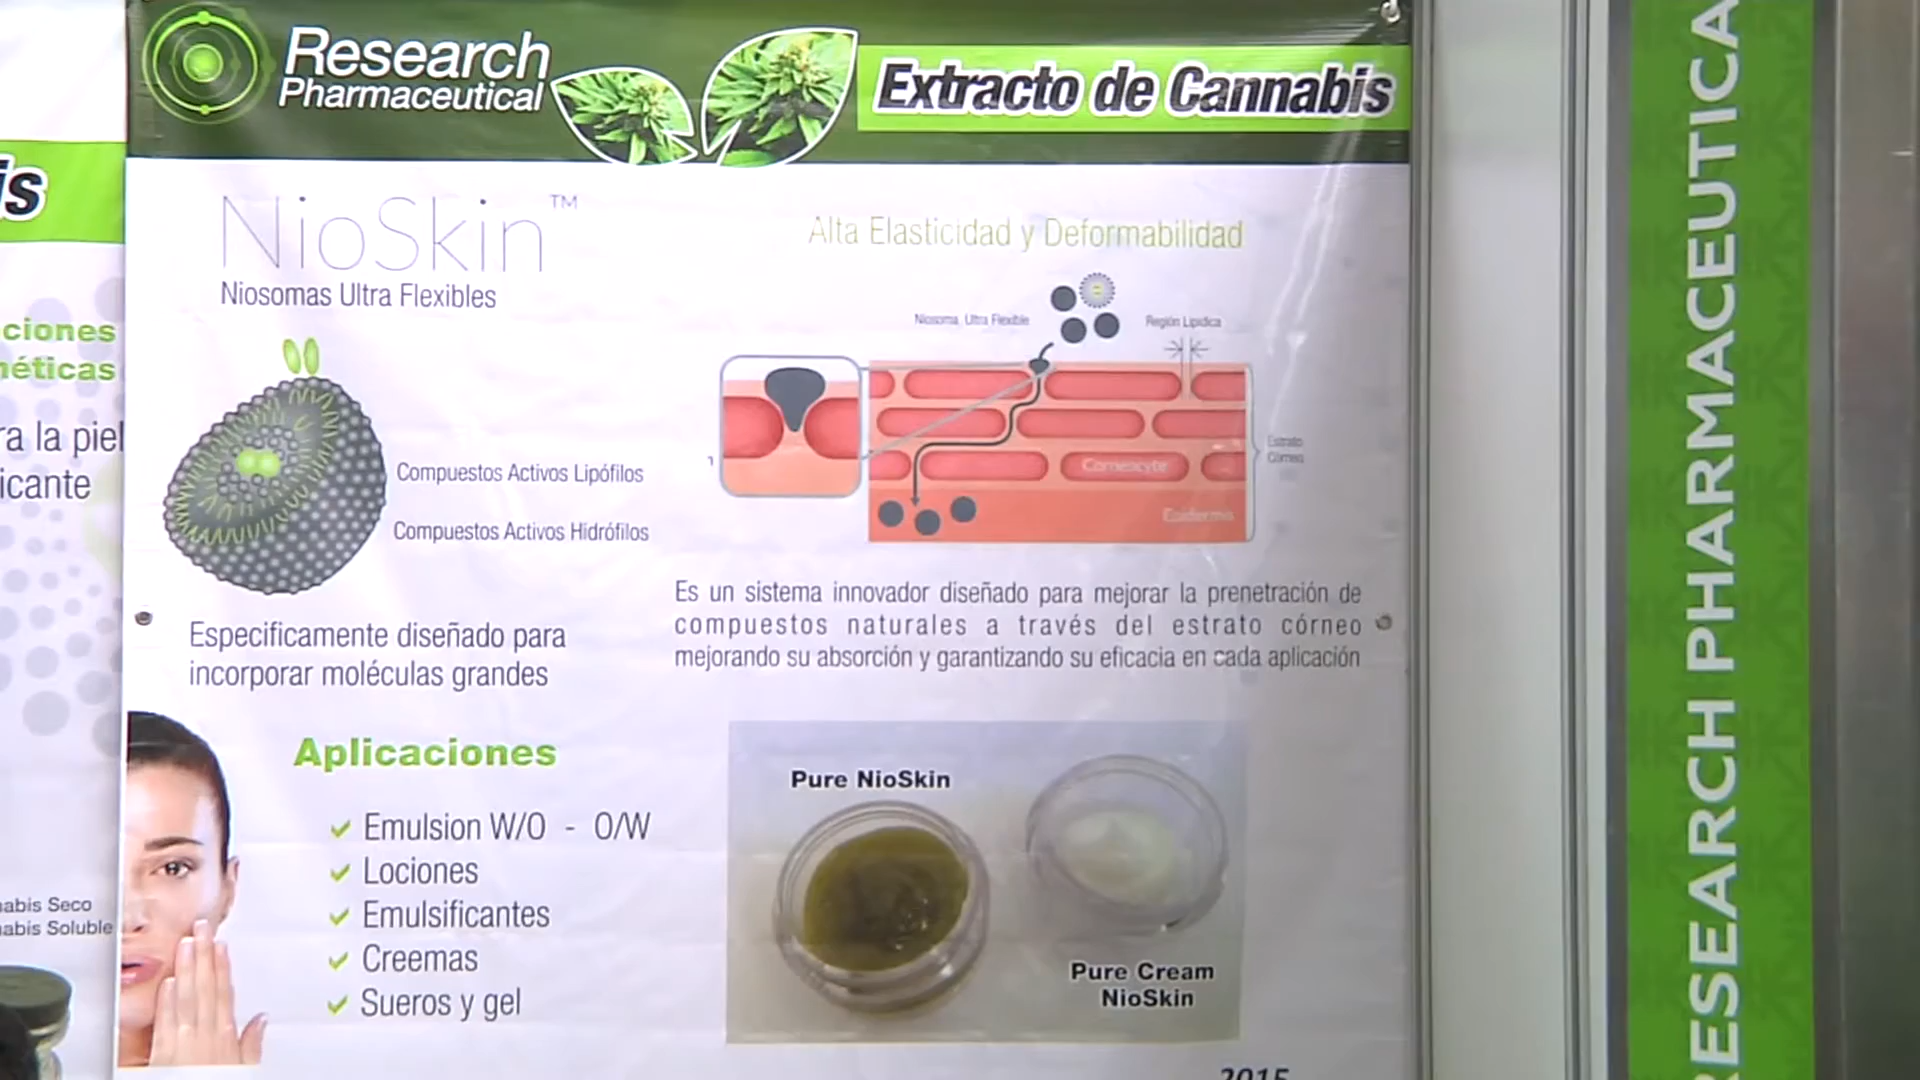 Research
Pharmaceutical
Extracto de Cannabis
is
NioSkin™
Niosomas Ultra Flexibles
ciones
héticas
ra la piel
icante
Compuestos Activos Lipófilos
Compuestos Activos Hidrófilos
Especificamente diseñado para
incorporar moléculas grandes
Alta Elasticidad y Deformabilidad
Niosoma Ultra Flexible
Región Lipidica
Estrato
Córneo
Corneocyte
Epidermis
Es un sistema innovador diseñado para mejorar la prenetración de
compuestos naturales a través del estrato córneo
mejorando su absorción y garantizando su eficacia en cada aplicación
Aplicaciones
Emulsion W/O - O/W
Lociones
Emulsificantes
Creemas
Sueros y gel
Pure NioSkin
Pure Cream
NioSkin
abis Seco
abis Soluble
2015
RESEARCH PHARMACEUTICA